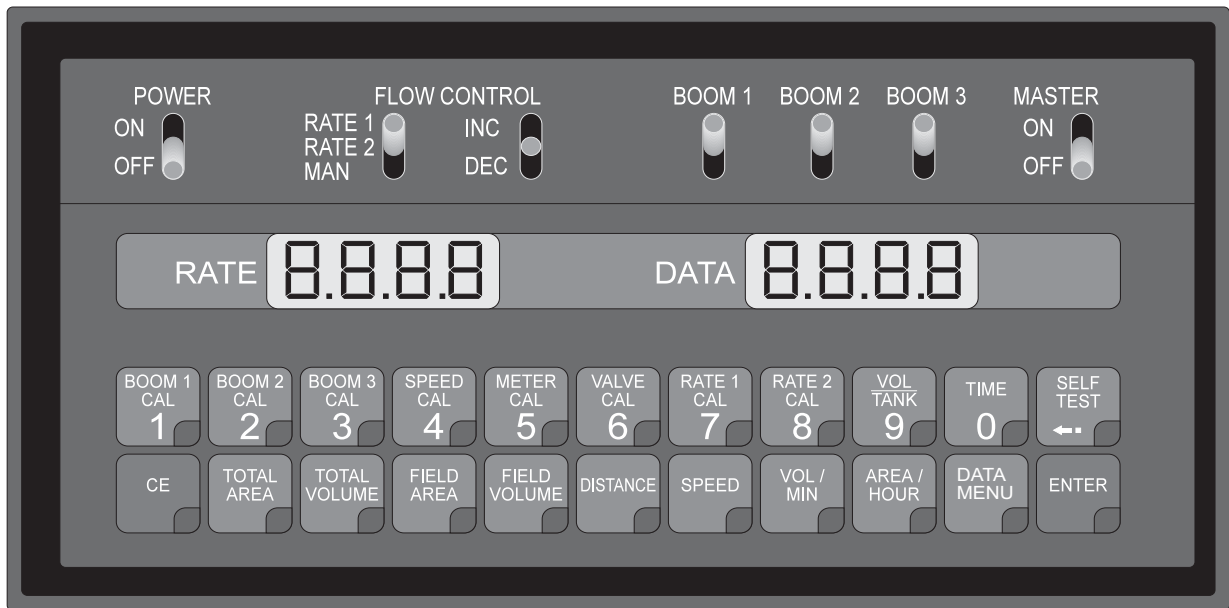 POWER
ON
OFF
FLOW CONTROL
RATE 1
RATE 2
MAN
INC
DEC
BOOM 1
BOOM 2
BOOM 3
MASTER
ON
OFF
RATE
8.8.8.8
DATA
8.8.8.8
BOOM 1
CAL
1
BOOM 2
CAL
2
BOOM 3
CAL
3
SPEED
CAL
4
METER
CAL
5
VALVE
CAL
6
RATE 1
CAL
7
RATE 2
CAL
8
VOL
TANK
9
TIME
0
SELF
TEST
CE
TOTAL
AREA
TOTAL
VOLUME
FIELD
AREA
FIELD
VOLUME
DISTANCE
SPEED
VOL /
MIN
AREA /
HOUR
DATA
MENU
ENTER